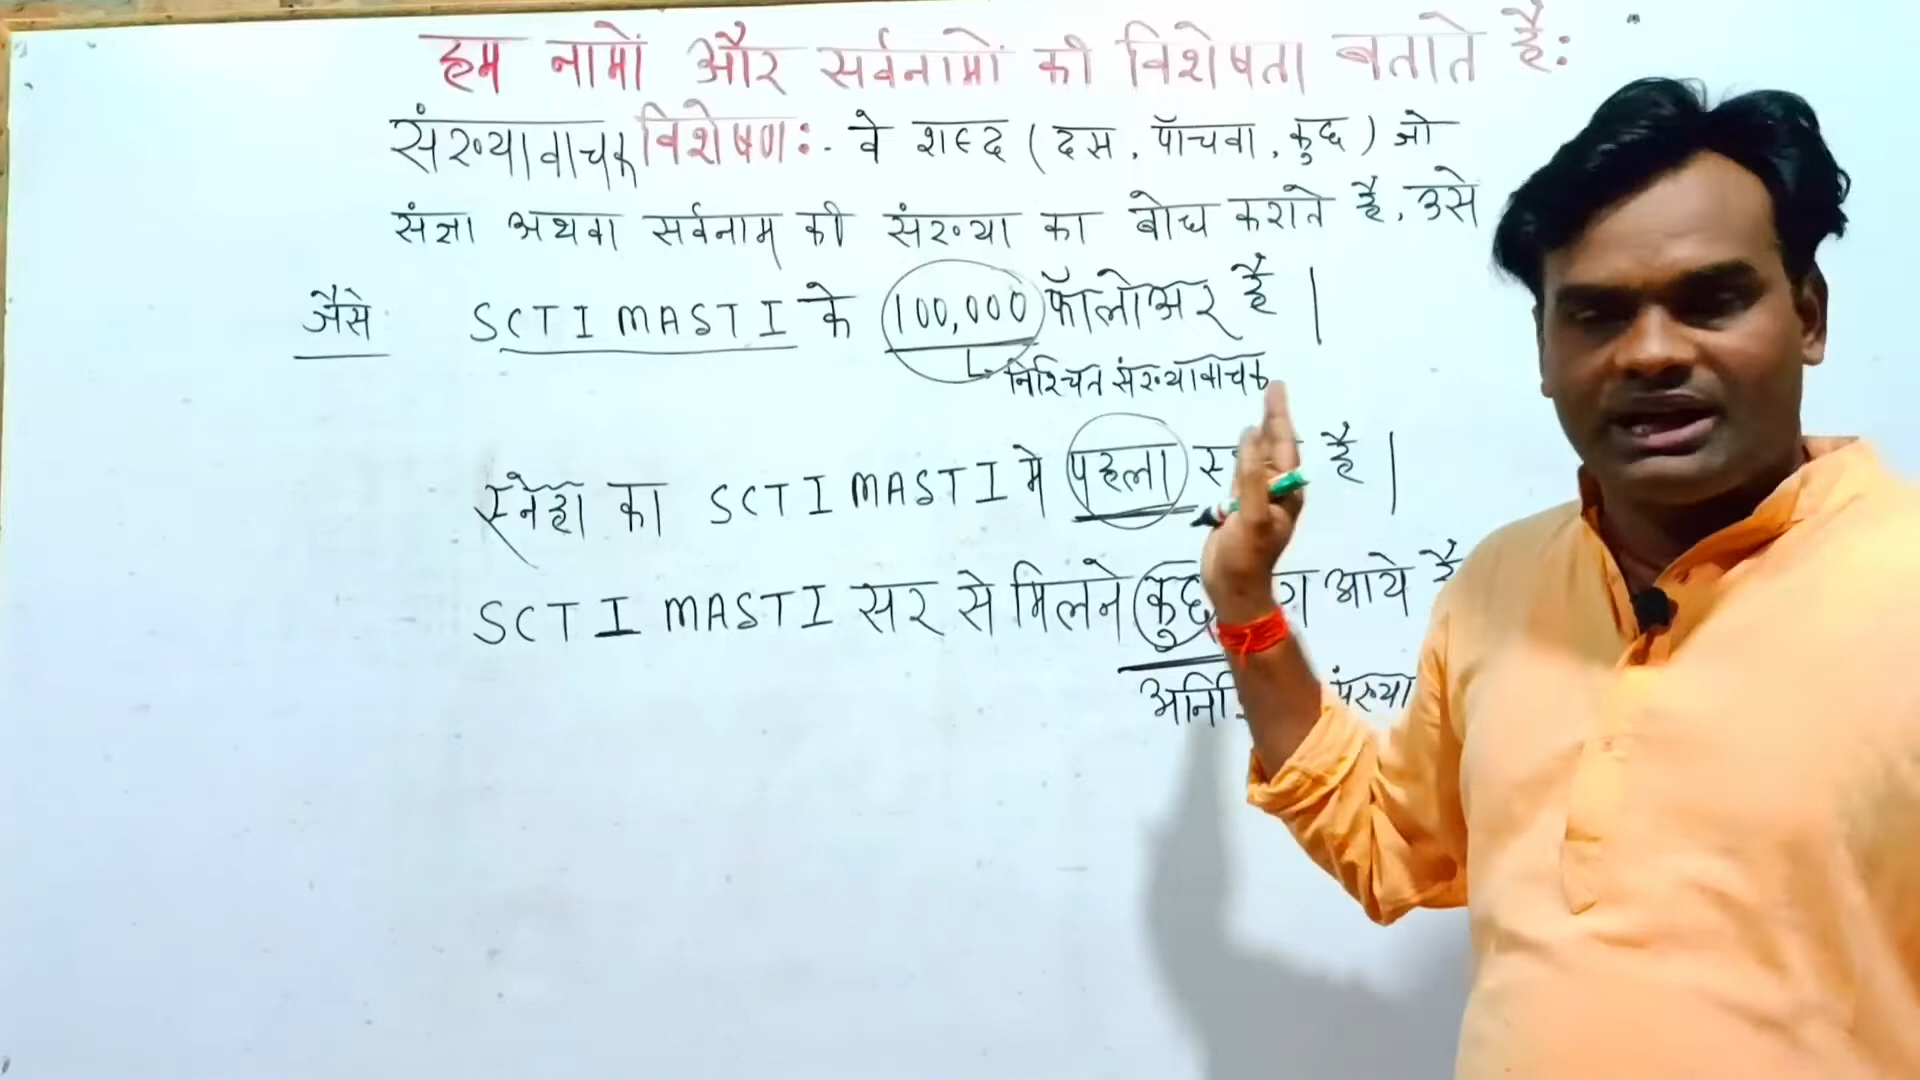 हम नामों और सर्वनामों की विशेषता बताते हैं:
संख्यावाचक विशेषण:- वे शब्द (दस, पाँचवा, कुछ) जो
संज्ञा अथवा सर्वनाम की संख्या का बोध कराते हैं, उसे
जैसे SCTI MASTI के 100,000 फॉलोअर हैं |
निश्चित संख्यावाचक
स्नेहा का SCTI MASTI मे पहला है |
SCTI MASTI सर से मिलने कुछ आये हैं
संख्या